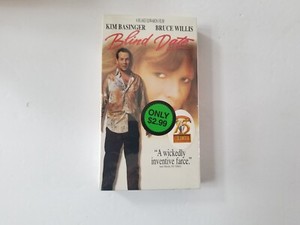 KIM BASINGER BRUCE WILLIS
Blind Date
ONLY
$2.99
"A wickedly
inventive farce."